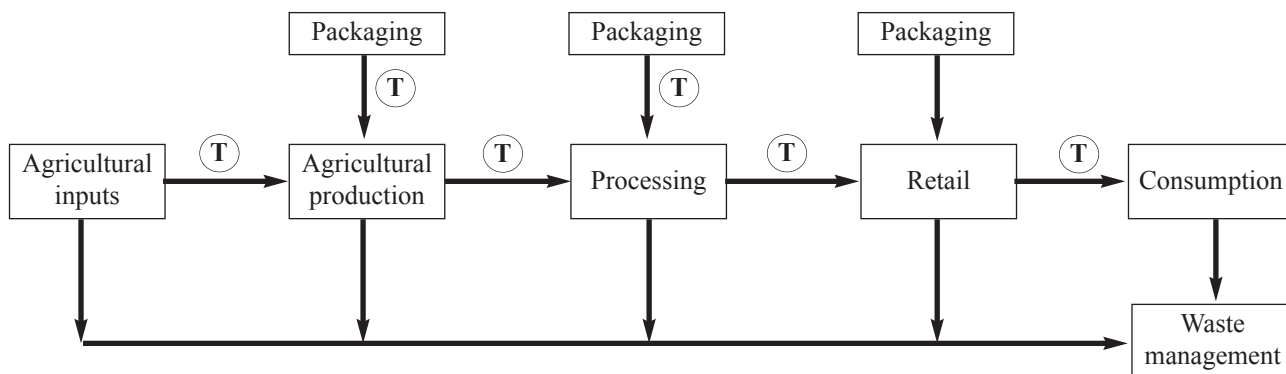 Packaging
Packaging
Packaging
T
T
T
T
T
T
Agricultural
inputs
Agricultural
production
Processing
Retail
Consumption
Waste
management